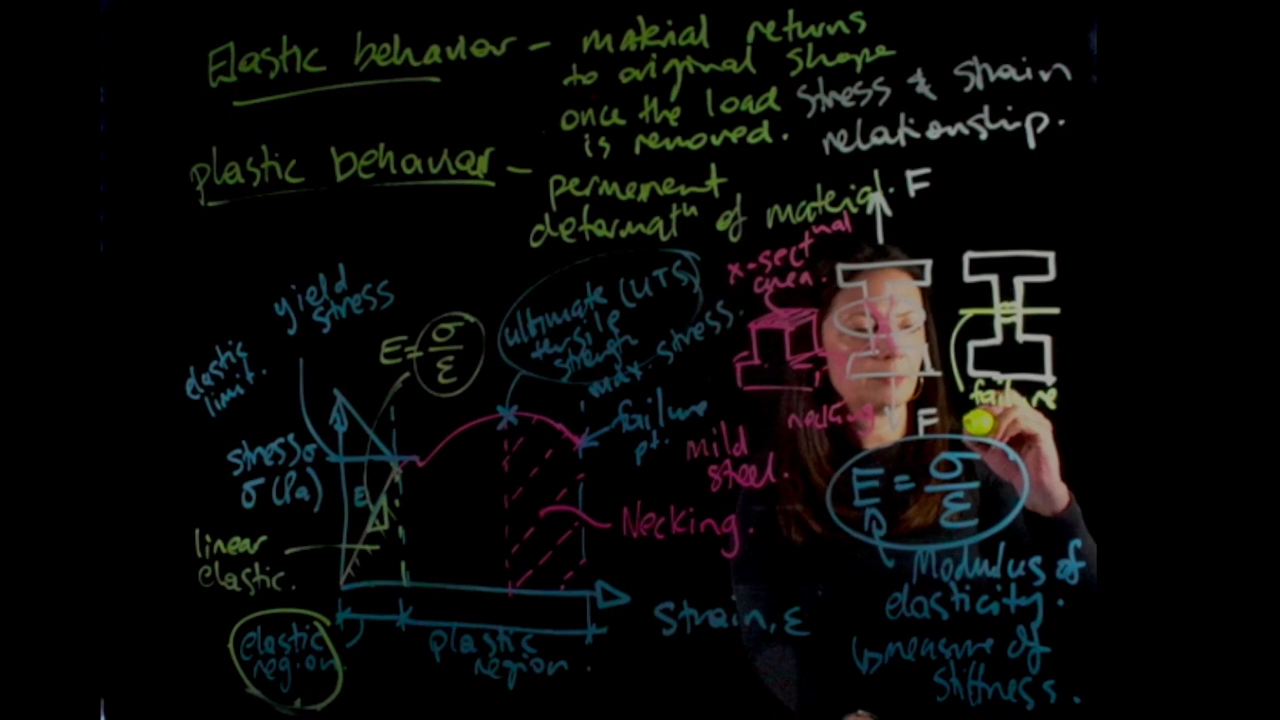 Elastic behavior - material returns
to original shape
once the load
is removed.
stress & strain
relationship.
plastic behavior -
permenent
deformatⁿ of material.
F
x-sectⁿal
area.
yield
stress
elastic
limit.
E = σ/ε
ultimate (UTS)
tensile
strength
max. stress.
failure
pt.
stress σ
σ (Pa)
E
mild
steel.
necking
F
failure
Necking.
linear
elastic.
E = σ/ε
Modulus of
elasticity.
↳ measure of
stiffness.
Strain, ε
elastic
region
plastic
region.